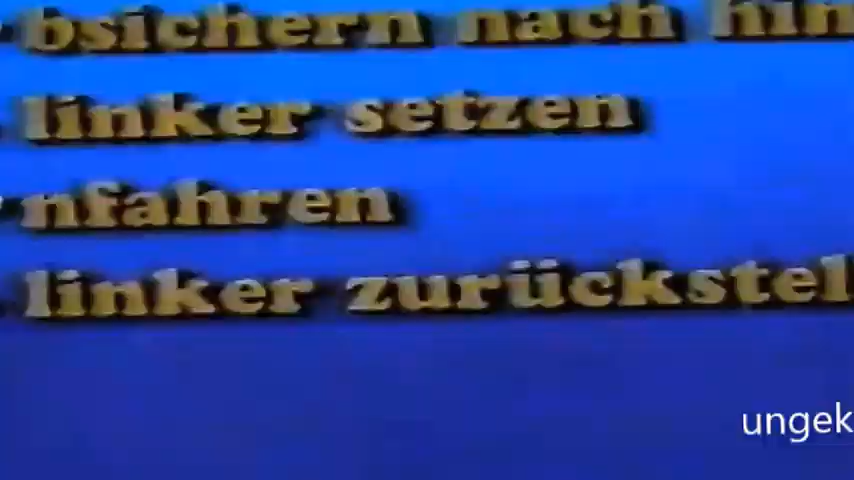 bsichern nach hin
linker setzen
nfahren
linker zurückstel
ungek